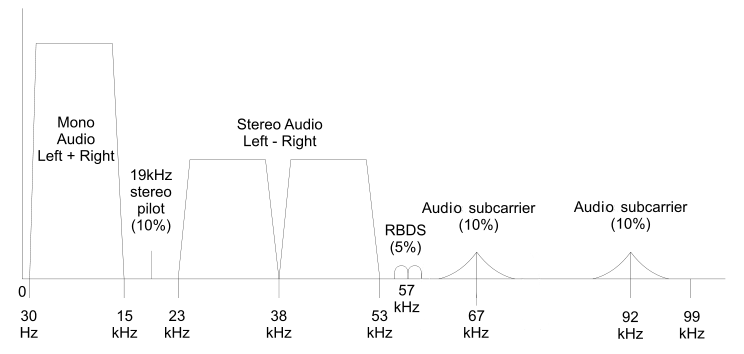 Mono
Audio
Left + Right
19kHz
stereo
pilot
(10%)
Stereo Audio
Left - Right
RBDS
(5%)
Audio subcarrier
(10%)
Audio subcarrier
(10%)
0
30
Hz
15
kHz
23
kHz
38
kHz
53
kHz
57
kHz
67
kHz
92
kHz
99
kHz